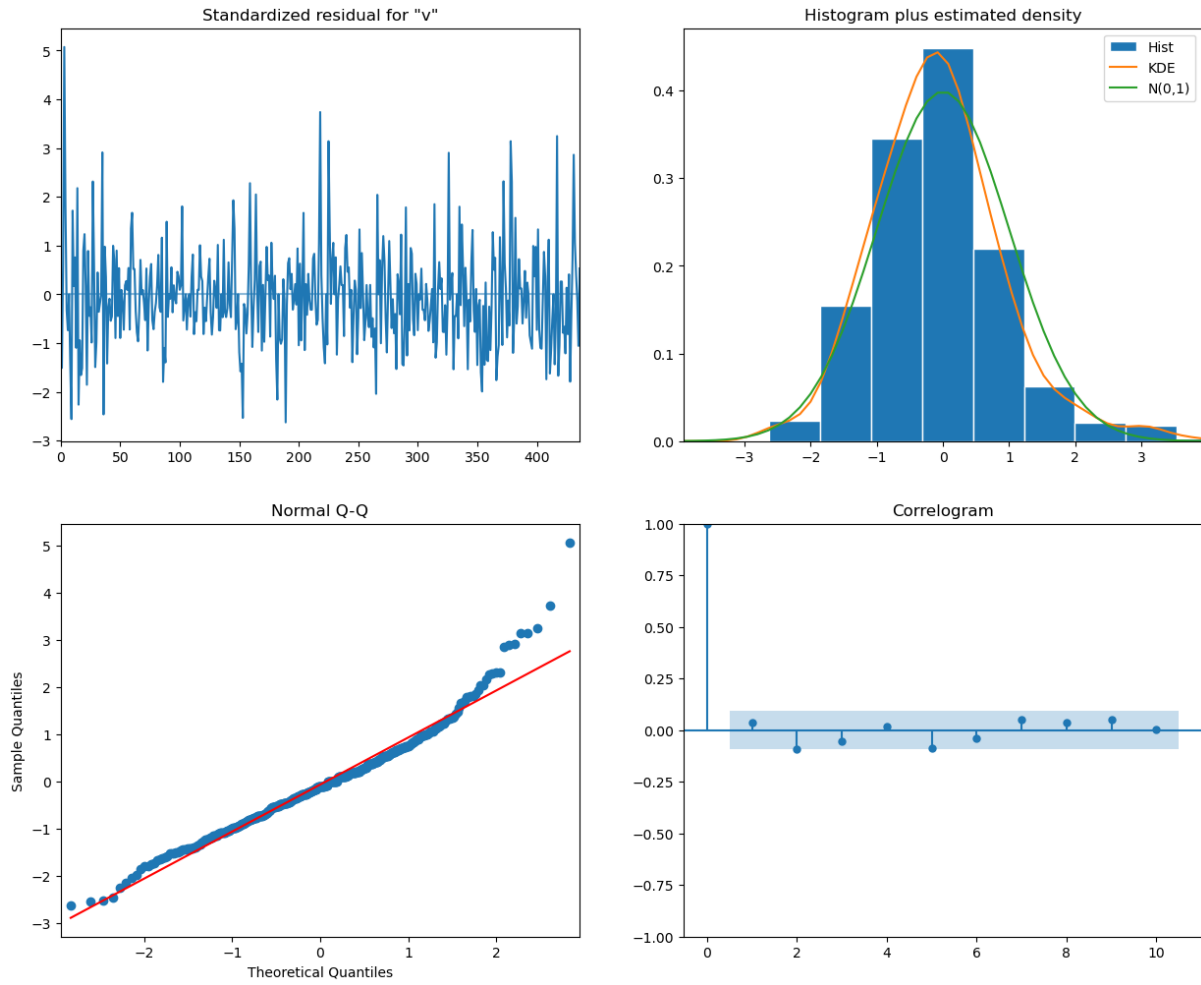 Standardized residual for "v"
5
4
3
2
1
0
−1
−2
−3
0 50 100 150 200 250 300 350 400
Histogram plus estimated density
Hist
KDE
N(0,1)
0.4
0.3
0.2
0.1
0.0
−3 −2 −1 0 1 2 3
Normal Q-Q
Sample Quantiles
5
4
3
2
1
0
−1
−2
−3
−2 −1 0 1 2
Theoretical Quantiles
Correlogram
1.00
0.75
0.50
0.25
0.00
−0.25
−0.50
−0.75
−1.00
0 2 4 6 8 10